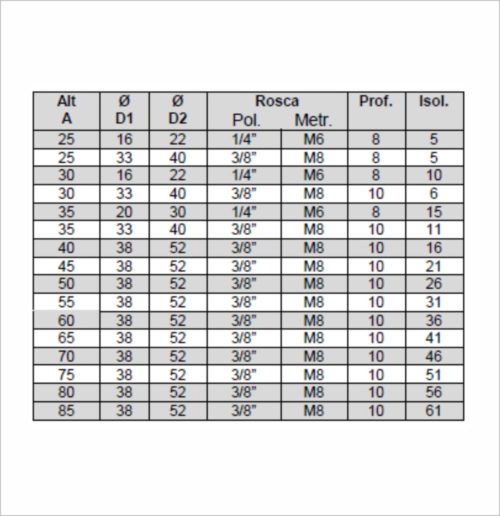 Alt Ø Ø Rosca Prof. Isol.
A D1 D2 Pol. Metr.
25 16 22 1/4" M6 8 5
25 33 40 3/8" M8 8 5
30 16 22 1/4" M6 8 10
30 33 40 3/8" M8 10 6
35 20 30 1/4" M6 8 15
35 33 40 3/8" M8 10 11
40 38 52 3/8" M8 10 16
45 38 52 3/8" M8 10 21
50 38 52 3/8" M8 10 26
55 38 52 3/8" M8 10 31
60 38 52 3/8" M8 10 36
65 38 52 3/8" M8 10 41
70 38 52 3/8" M8 10 46
75 38 52 3/8" M8 10 51
80 38 52 3/8" M8 10 56
85 38 52 3/8" M8 10 61